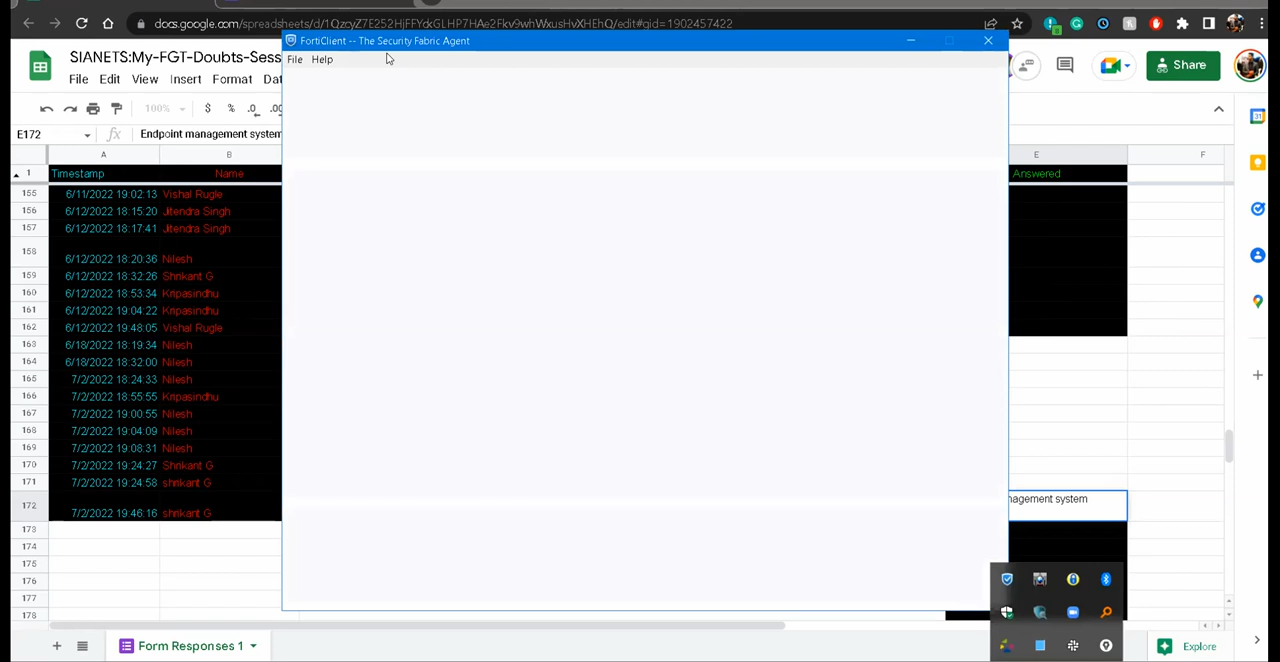 docs.google.com/spreadsheets/d/1QzcyZ7E252HjFFYdcGLHP7HAe2Fkv9whWxusHvXHEhQ/edit#gid=1902457422
FortiClient -- The Security Fabric Agent
SIANETS:My-FGT-Doubts-Sess
File Help
Share
File Edit View Insert Format Dat
100% $ % .0 .00
E172 fx Endpoint management system
A B E F
1 Timestamp Name Answered
155 6/11/2022 19:02:13 Vishal Rugle
156 6/12/2022 18:15:20 Jitendra Singh
157 6/12/2022 18:17:41 Jitendra Singh
158 6/12/2022 18:20:36 Nilesh
159 6/12/2022 18:32:26 Shrikant G
160 6/12/2022 18:53:34 Kripasindhu
161 6/12/2022 19:04:22 Kripasindhu
162 6/12/2022 19:48:05 Vishal Rugle
163 6/18/2022 18:19:34 Nilesh
164 6/18/2022 18:32:00 Nilesh
165 7/2/2022 18:24:33 Nilesh
166 7/2/2022 18:55:55 Kripasindhu
167 7/2/2022 19:00:55 Nilesh
168 7/2/2022 19:04:09 Nilesh
169 7/2/2022 19:08:31 Nilesh
170 7/2/2022 19:24:27 Shrikant G
171 7/2/2022 19:24:58 shrikant G
172 7/2/2022 19:46:16 shrikant G nagement system
173
174
175
176
177
178
Form Responses 1
Explore